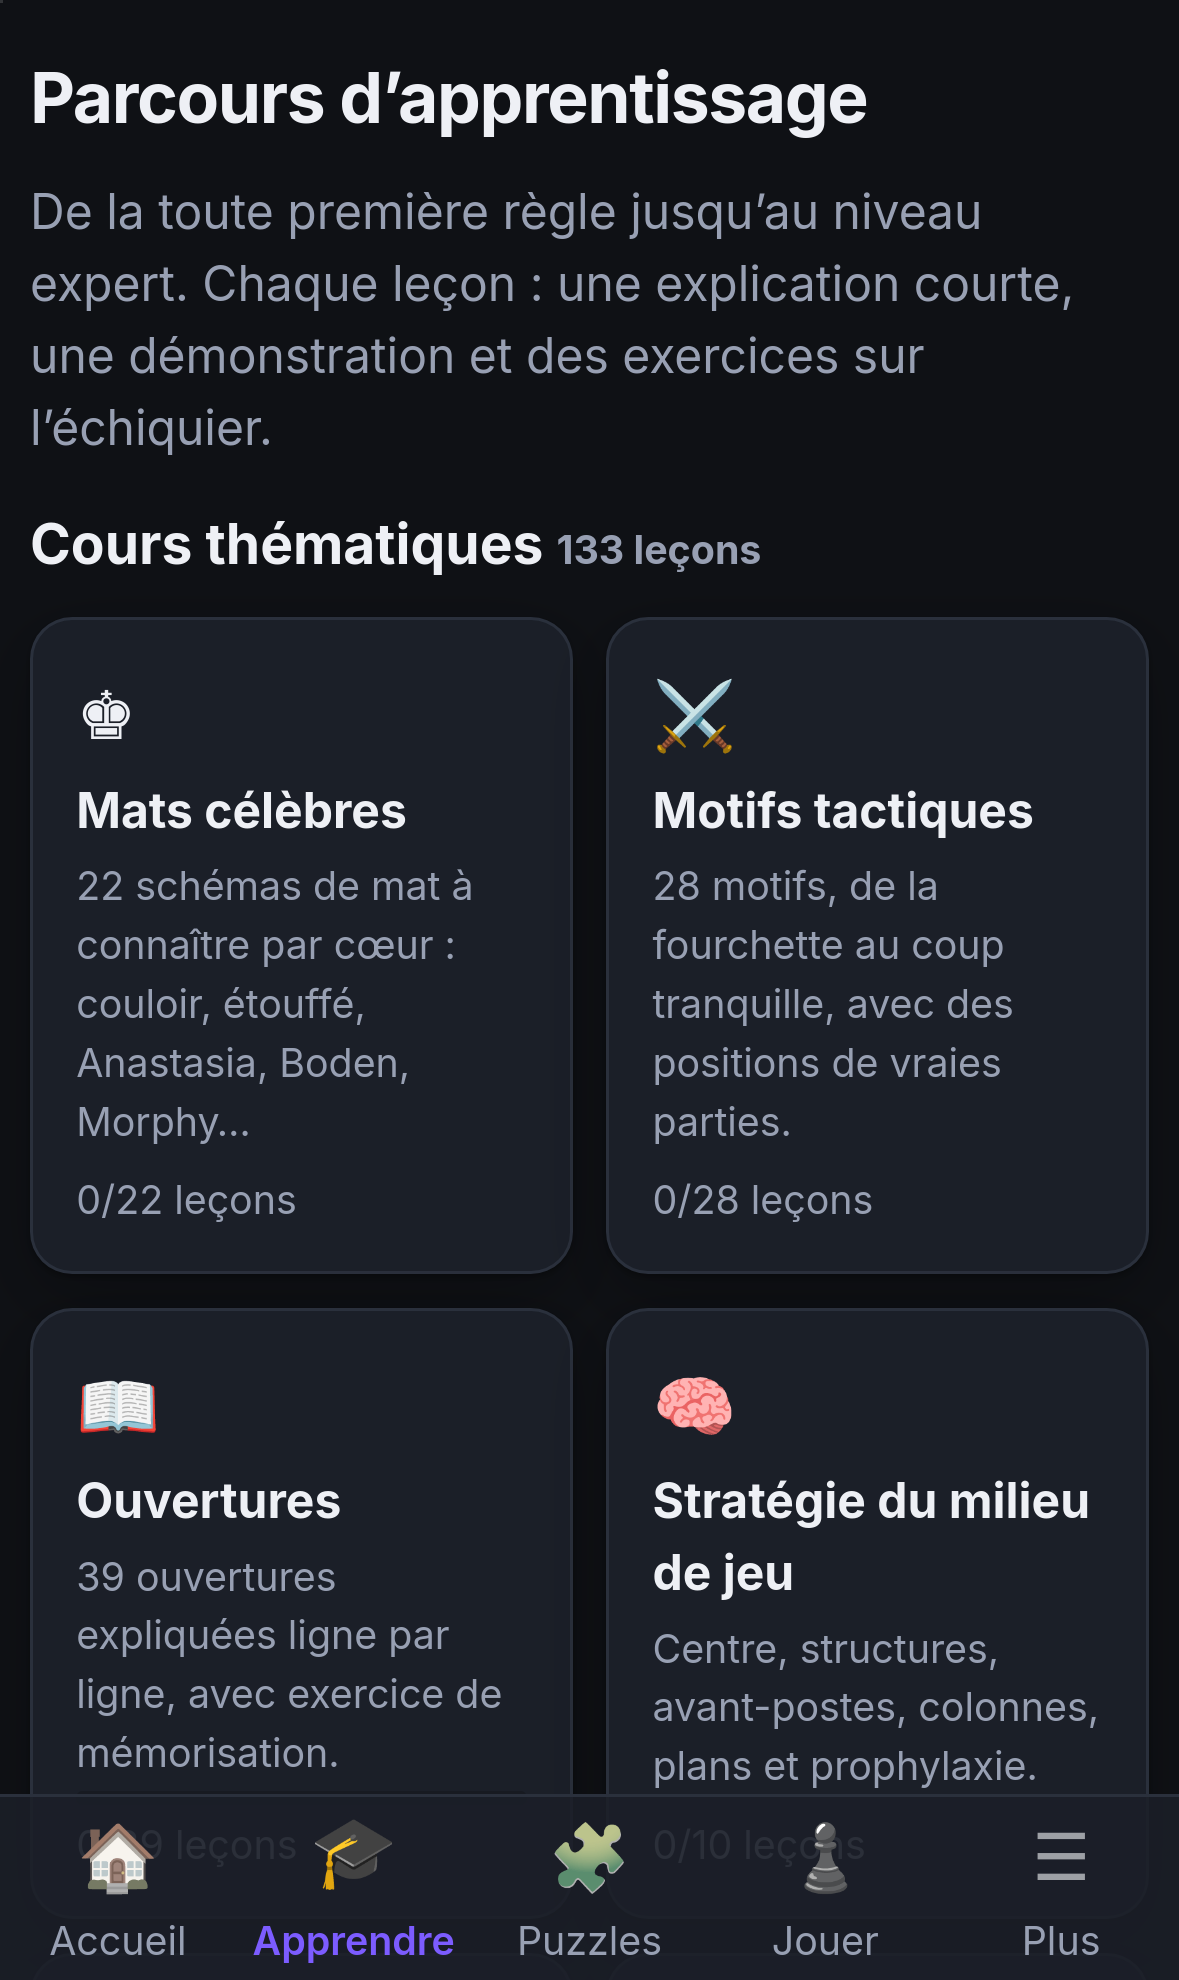 Parcours d’apprentissage
De la toute première règle jusqu’au niveau
expert. Chaque leçon : une explication courte,
une démonstration et des exercices sur
l’échiquier.
Cours thématiques 133 leçons
Mats célèbres
22 schémas de mat à
connaître par cœur :
couloir, étouffé,
Anastasia, Boden,
Morphy…
0/22 leçons
Motifs tactiques
28 motifs, de la
fourchette au coup
tranquille, avec des
positions de vraies
parties.
0/28 leçons
Ouvertures
39 ouvertures
expliquées ligne par
ligne, avec exercice de
mémorisation.
leçons
Stratégie du milieu
de jeu
Centre, structures,
avant-postes, colonnes,
plans et prophylaxie.
0/10 leçons
Accueil
Apprendre
Puzzles
Jouer
Plus